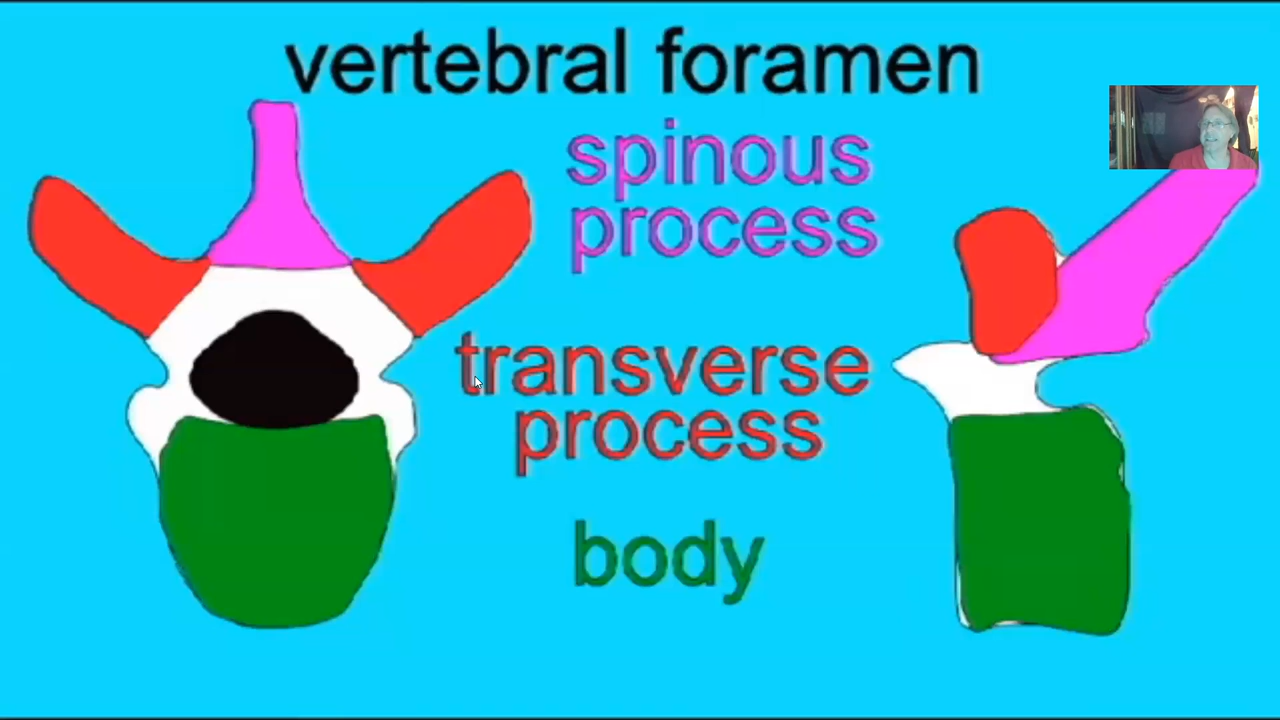 vertebral foramen
spinous
process
transverse
process
body